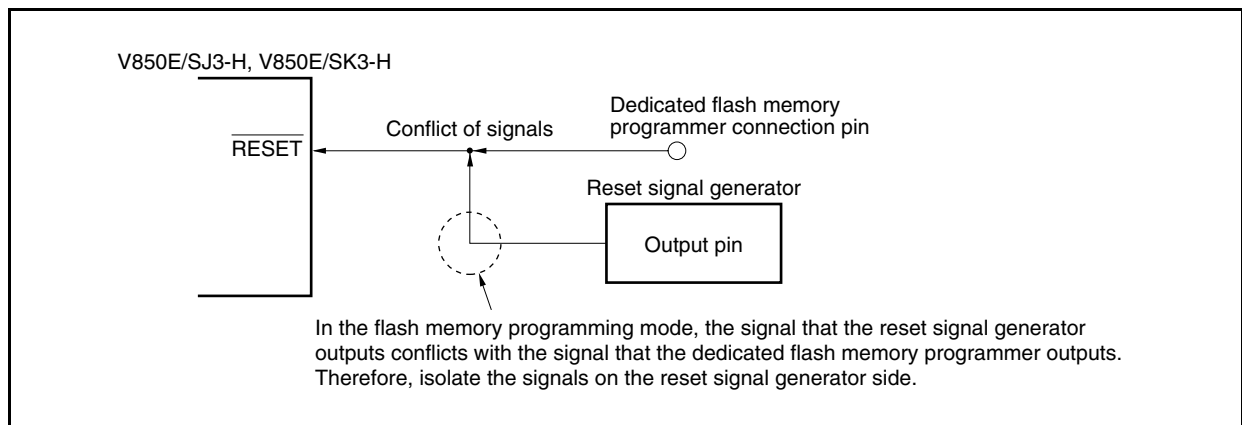 V850E/SJ3-H, V850E/SK3-H
Dedicated flash memory
programmer connection pin
Conflict of signals
RESET
Reset signal generator
Output pin
In the flash memory programming mode, the signal that the reset signal generator
outputs conflicts with the signal that the dedicated flash memory programmer outputs.
Therefore, isolate the signals on the reset signal generator side.